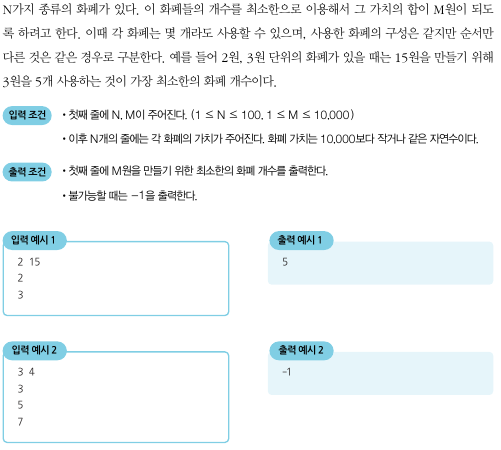 N가지 종류의 화폐가 있다. 이 화폐들의 개수를 최소한으로 이용해서 그 가치의 합이 M원이 되도
록 하려고 한다. 이때 각 화폐는 몇 개라도 사용할 수 있으며, 사용한 화폐의 구성은 같지만 순서만
다른 것은 같은 경우로 구분한다. 예를 들어 2원, 3원 단위의 화폐가 있을 때는 15원을 만들기 위해
3원을 5개 사용하는 것이 가장 최소한의 화폐 개수이다.
입력 조건 • 첫째 줄에 N, M이 주어진다. (1 ≤ N ≤ 100, 1 ≤ M ≤ 10,000)
• 이후 N개의 줄에는 각 화폐의 가치가 주어진다. 화폐 가치는 10,000보다 작거나 같은 자연수이다.
출력 조건 • 첫째 줄에 M원을 만들기 위한 최소한의 화폐 개수를 출력한다.
• 불가능할 때는 -1을 출력한다.
입력 예시 1
2 15
2
3
출력 예시 1
5
입력 예시 2
3 4
3
5
7
출력 예시 2
-1